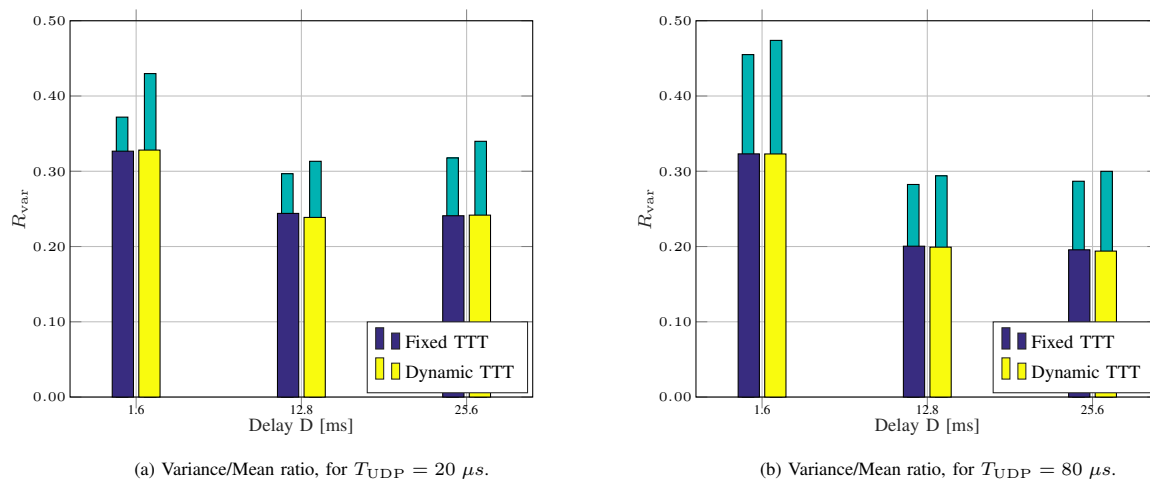 0.50
0.40
0.30
0.20
0.10
0.00
R_var
1.6
12.8
25.6
Delay D [ms]
Fixed TTT
Dynamic TTT
(a) Variance/Mean ratio, for T_UDP = 20 μs.
0.50
0.40
0.30
0.20
0.10
0.00
R_var
1.6
12.8
25.6
Delay D [ms]
Fixed TTT
Dynamic TTT
(b) Variance/Mean ratio, for T_UDP = 80 μs.